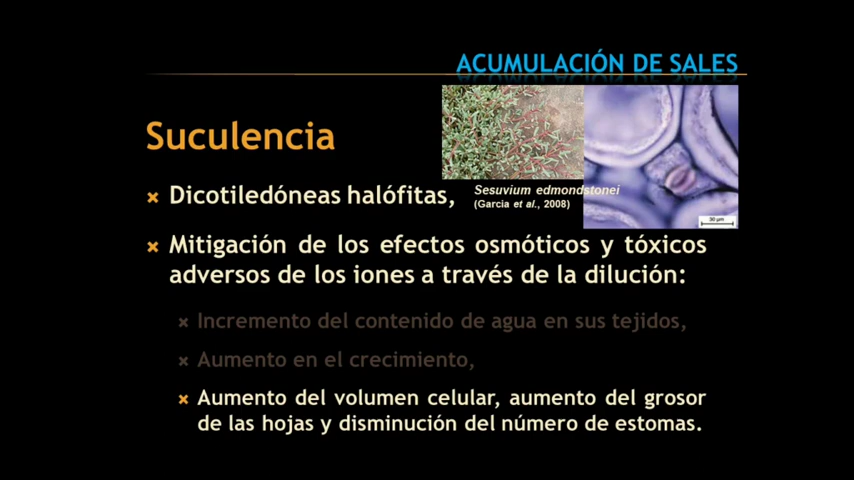 ACUMULACIÓN DE SALES
Suculencia
Dicotiledóneas halófitas,
Sesuvium edmondstonei
(Garcia et al., 2008)
30 µm
Mitigación de los efectos osmóticos y tóxicos
adversos de los iones a través de la dilución:
Incremento del contenido de agua en sus tejidos,
Aumento en el crecimiento,
Aumento del volumen celular, aumento del grosor
de las hojas y disminución del número de estomas.